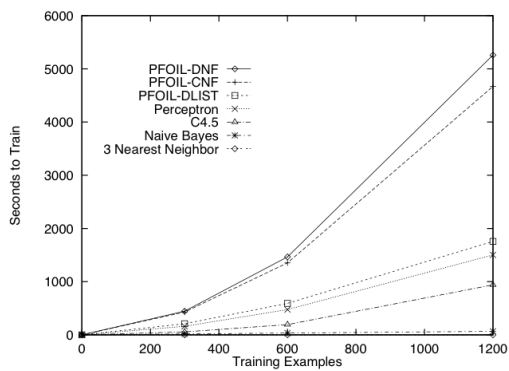 6000
5000
4000
3000
2000
1000
0
Seconds to Train
PFOIL-DNF
PFOIL-CNF
PFOIL-DLIST
Perceptron
C4.5
Naive Bayes
3 Nearest Neighbor
0 200 400 600 800 1000 1200
Training Examples